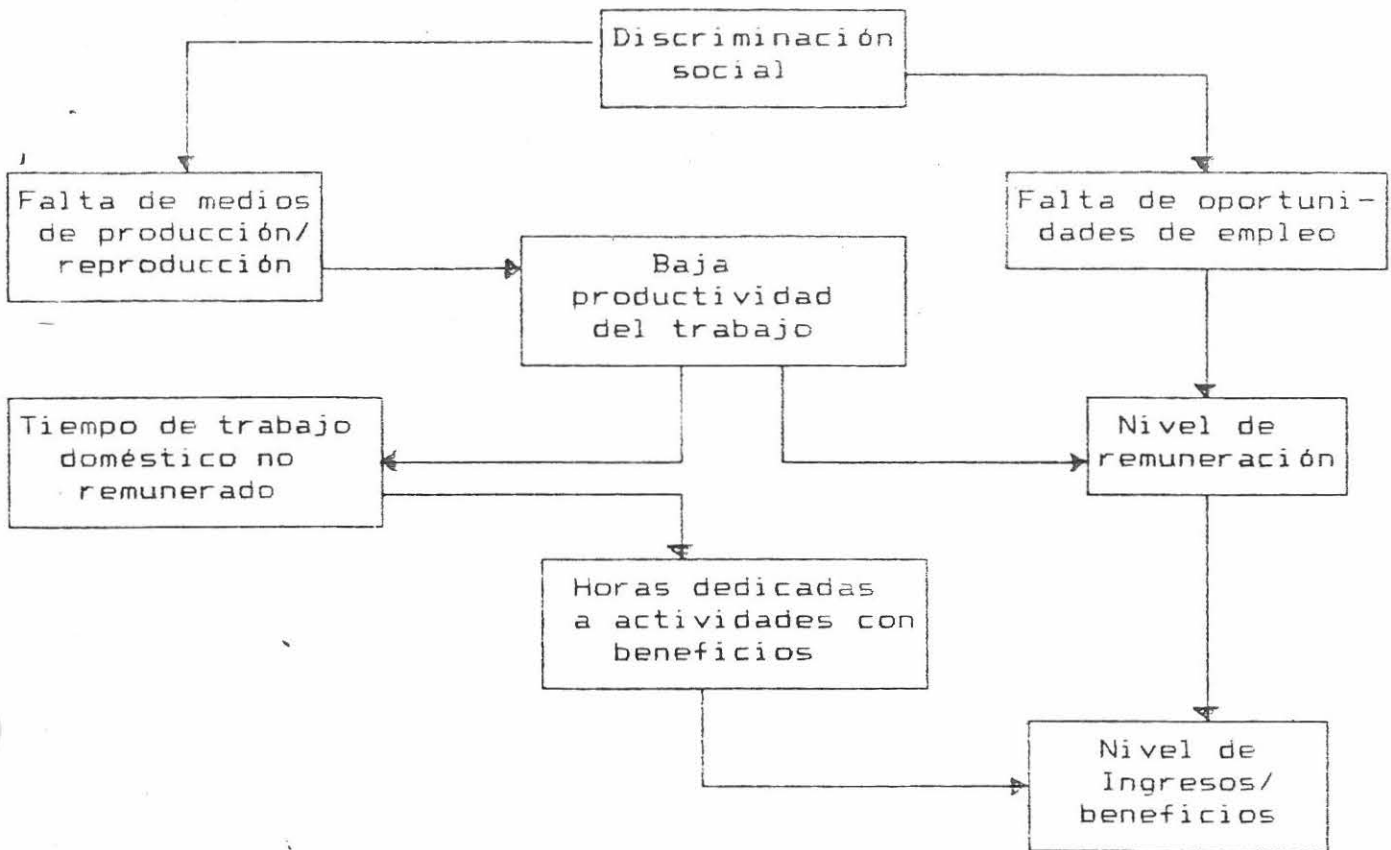 Discriminación
social
Falta de medios
de producción/
reproducción
Falta de oportuni-
dades de empleo
Baja
productividad
del trabajo
Tiempo de trabajo
doméstico no
remunerado
Nivel de
remuneración
Horas dedicadas
a actividades con
beneficios
Nivel de
Ingresos/
beneficios